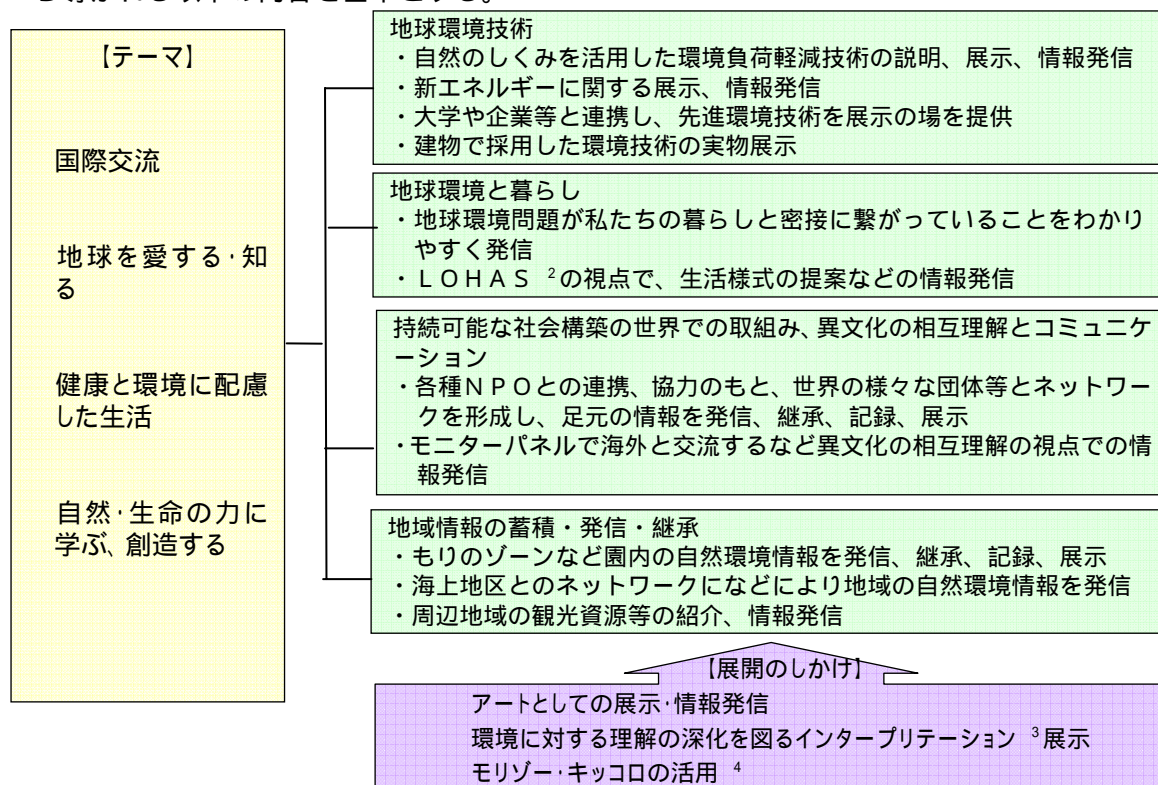 【テーマ】
国際交流
地球を愛する・知
る
健康と環境に配慮
した生活
自然・生命の力に
学ぶ、創造する
地球環境技術
・自然のしくみを活用した環境負荷軽減技術の説明、展示、情報発信
・新エネルギーに関する展示、情報発信
・大学や企業等と連携し、先進環境技術を展示の場を提供
・建物で採用した環境技術の実物展示
地球環境と暮らし
・地球環境問題が私たちの暮らしと密接に繋がっていることをわかり
やすく発信
・ＬＯＨＡＳ ²の視点で、生活様式の提案などの情報発信
持続可能な社会構築の世界での取組み、異文化の相互理解とコミュニケ
ーション
・各種ＮＰＯとの連携、協力のもと、世界の様々な団体等とネットワー
クを形成し、足元の情報を発信、継承、記録、展示
・モニターパネルで海外と交流するなど異文化の相互理解の視点での情
報発信
地域情報の蓄積・発信・継承
・もりのゾーンなど園内の自然環境情報を発信、継承、記録、展示
・海上地区とのネットワークになどにより地域の自然環境情報を発信
・周辺地域の観光資源等の紹介、情報発信
【展開のしかけ】
アートとしての展示・情報発信
環境に対する理解の深化を図るインタープリテーション ³展示
モリゾー・キッコロの活用 ⁴